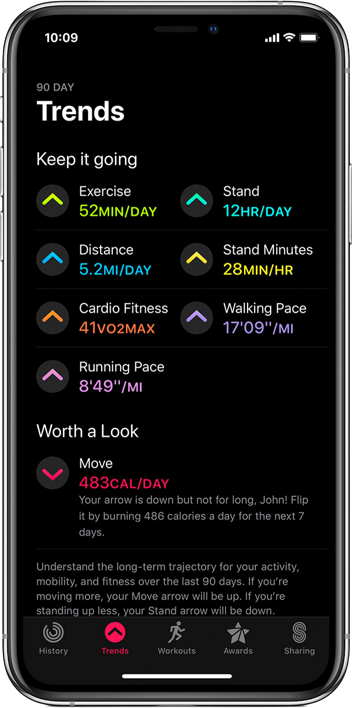 10:09
90 DAY
Trends
Keep it going
Exercise
52MIN/DAY
Stand
12HR/DAY
Distance
5.2MI/DAY
Stand Minutes
28MIN/HR
Cardio Fitness
41VO2MAX
Walking Pace
17'09"/MI
Running Pace
8'49"/MI
Worth a Look
Move
483CAL/DAY
Your arrow is down but not for long, John! Flip
it by burning 486 calories a day for the next 7
days.
Understand the long-term trajectory for your activity,
mobility, and fitness over the last 90 days. If you're
moving more, your Move arrow will be up. If you're
standing up less, your Stand arrow will be down.
History
Trends
Workouts
Awards
Sharing